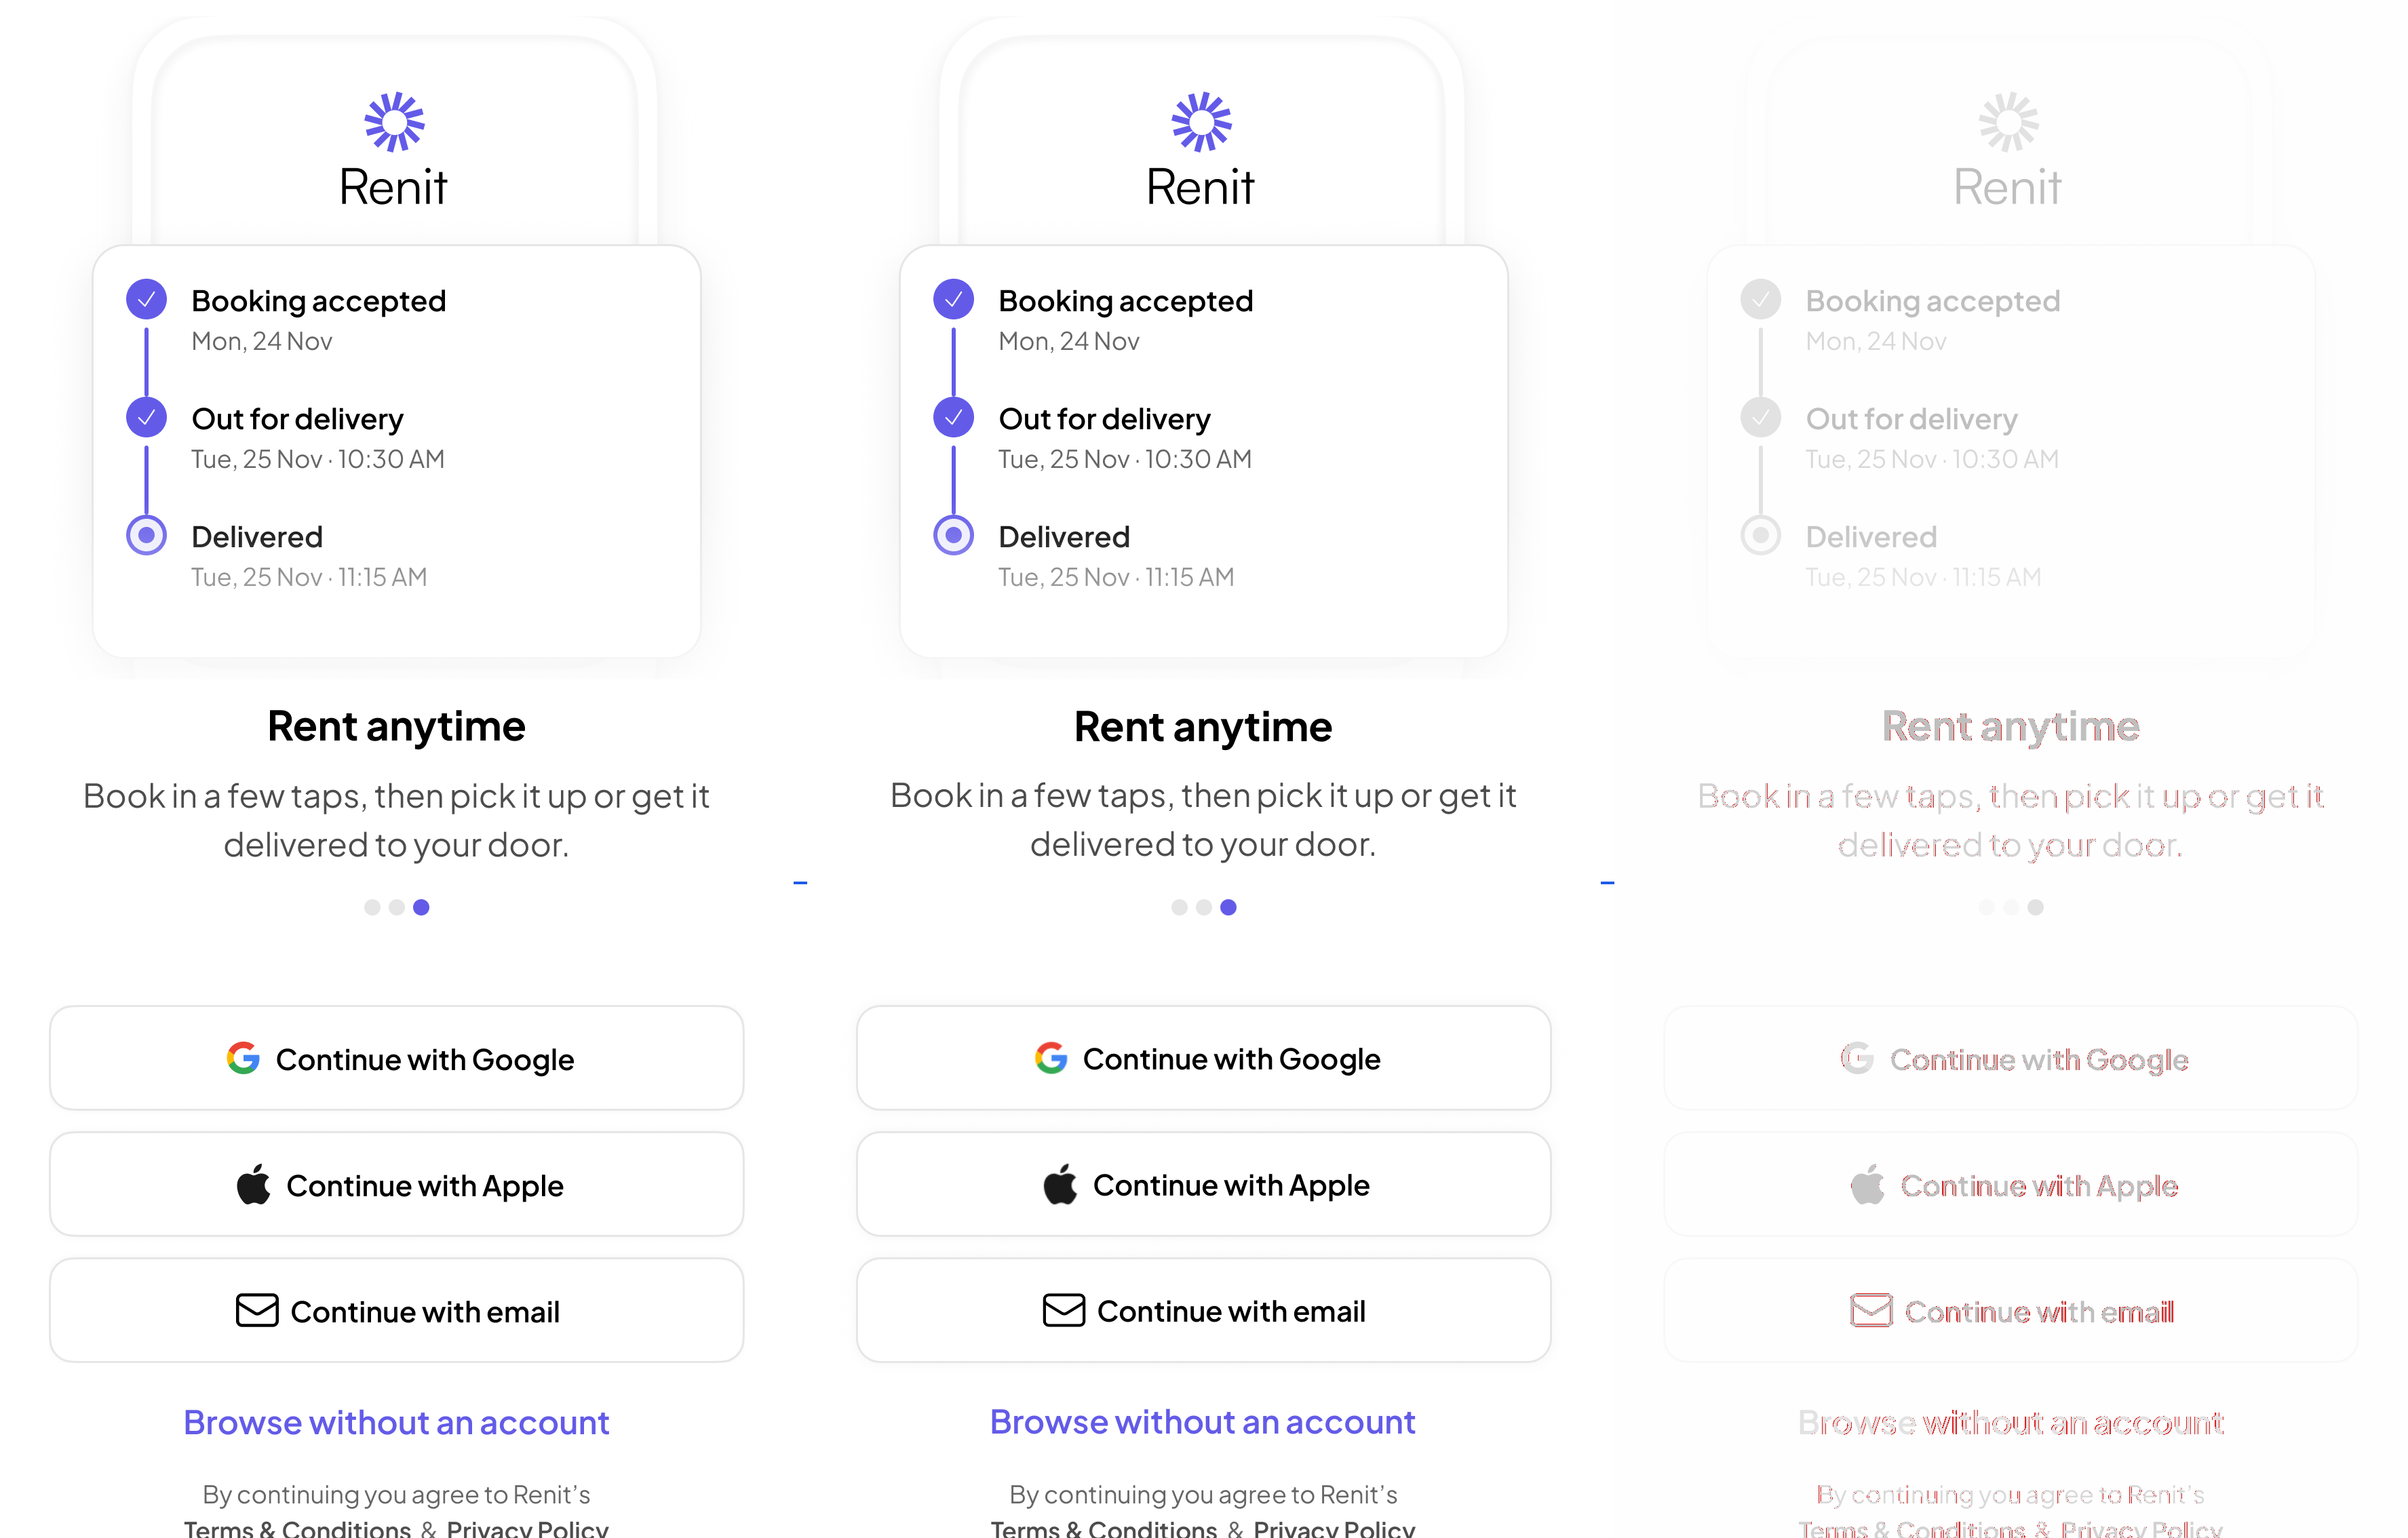 Renit
Booking accepted
Mon, 24 Nov
Out for delivery
Tue, 25 Nov · 10:30 AM
Delivered
Tue, 25 Nov · 11:15 AM
Rent anytime
Book in a few taps, then pick it up or get it
delivered to your door.
Continue with Google
Continue with Apple
Continue with email
Browse without an account
By continuing you agree to Renit’s
Terms & Conditions & Privacy Policy
Renit
Booking accepted
Mon, 24 Nov
Out for delivery
Tue, 25 Nov · 10:30 AM
Delivered
Tue, 25 Nov · 11:15 AM
Rent anytime
Book in a few taps, then pick it up or get it
delivered to your door.
Continue with Google
Continue with Apple
Continue with email
Browse without an account
By continuing you agree to Renit’s
Terms & Conditions & Privacy Policy
Renit
Booking accepted
Mon, 24 Nov
Out for delivery
Tue, 25 Nov · 10:30 AM
Delivered
Tue, 25 Nov · 11:15 AM
Rent anytime
Book in a few taps, then pick it up or get it
delivered to your door.
Continue with Google
Continue with Apple
Continue with email
Browse without an account
By continuing you agree to Renit’s
Terms & Conditions & Privacy Policy